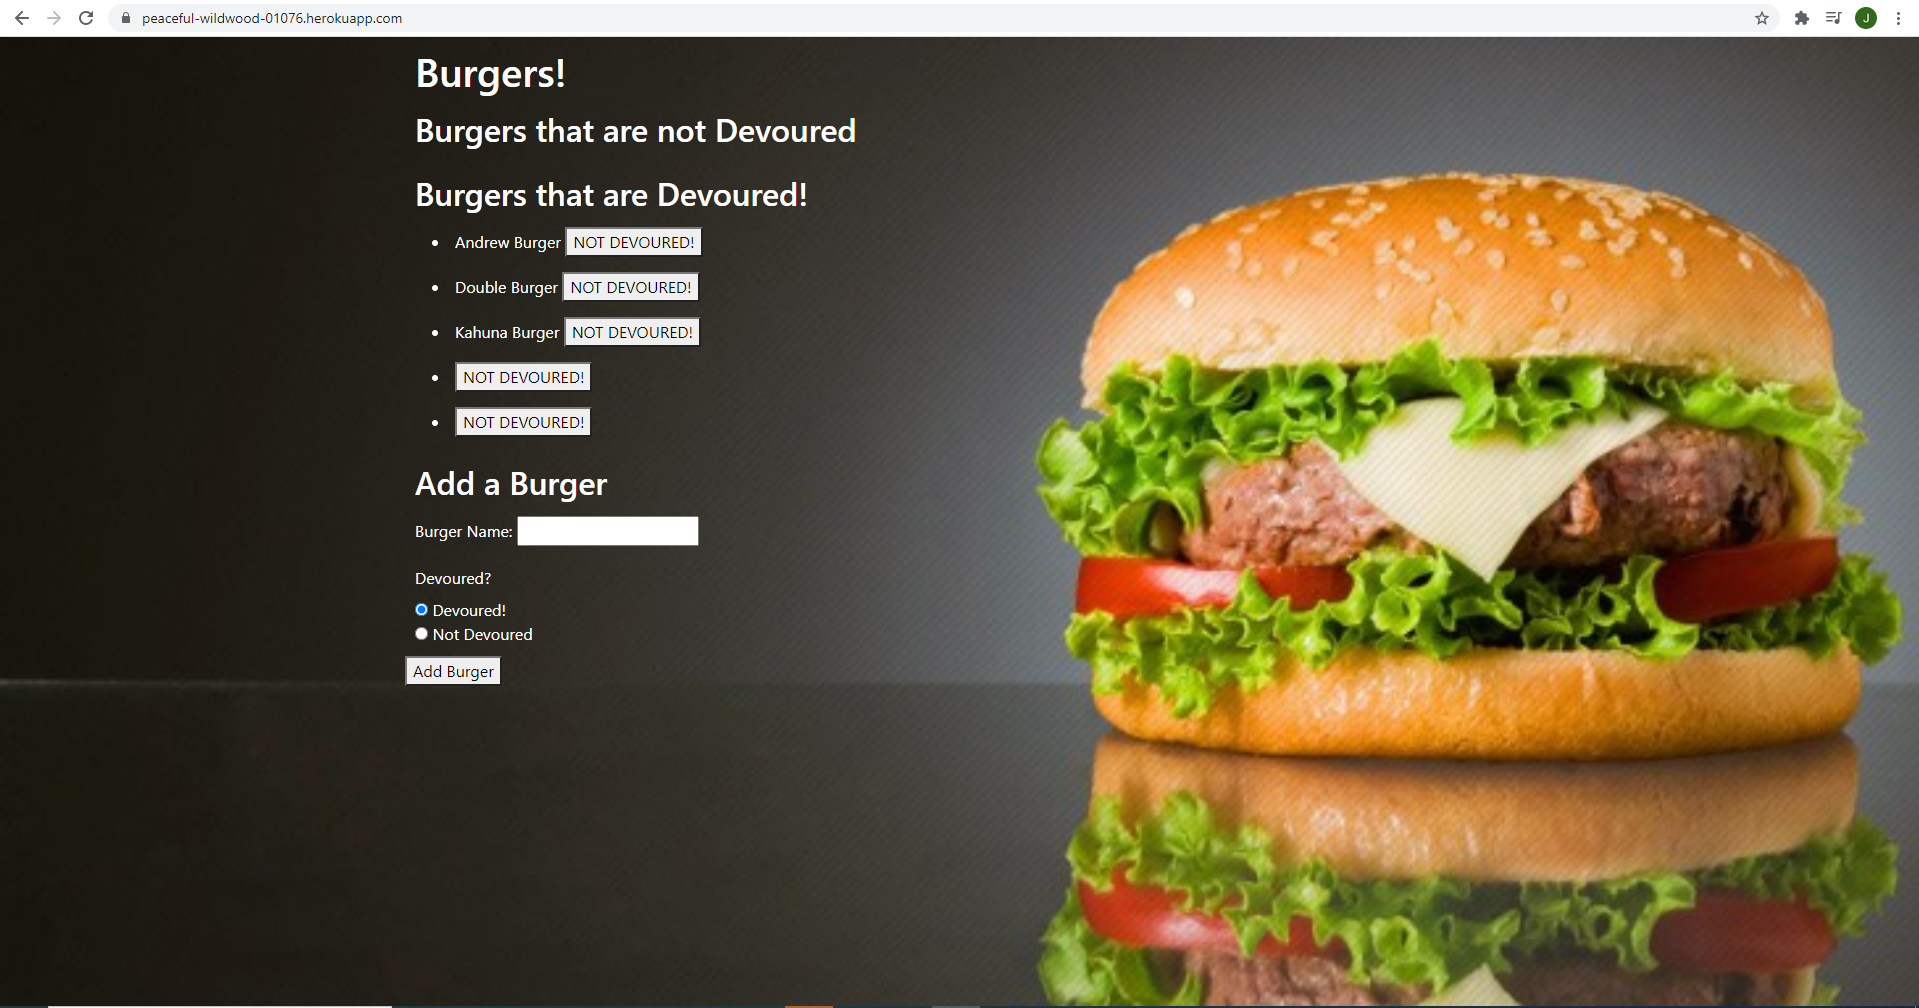 peaceful-wildwood-01076.herokuapp.com
J
Burgers!
Burgers that are not Devoured
Burgers that are Devoured!
Andrew Burger NOT DEVOURED!
Double Burger NOT DEVOURED!
Kahuna Burger NOT DEVOURED!
NOT DEVOURED!
NOT DEVOURED!
Add a Burger
Burger Name:
Devoured?
Devoured!
Not Devoured
Add Burger